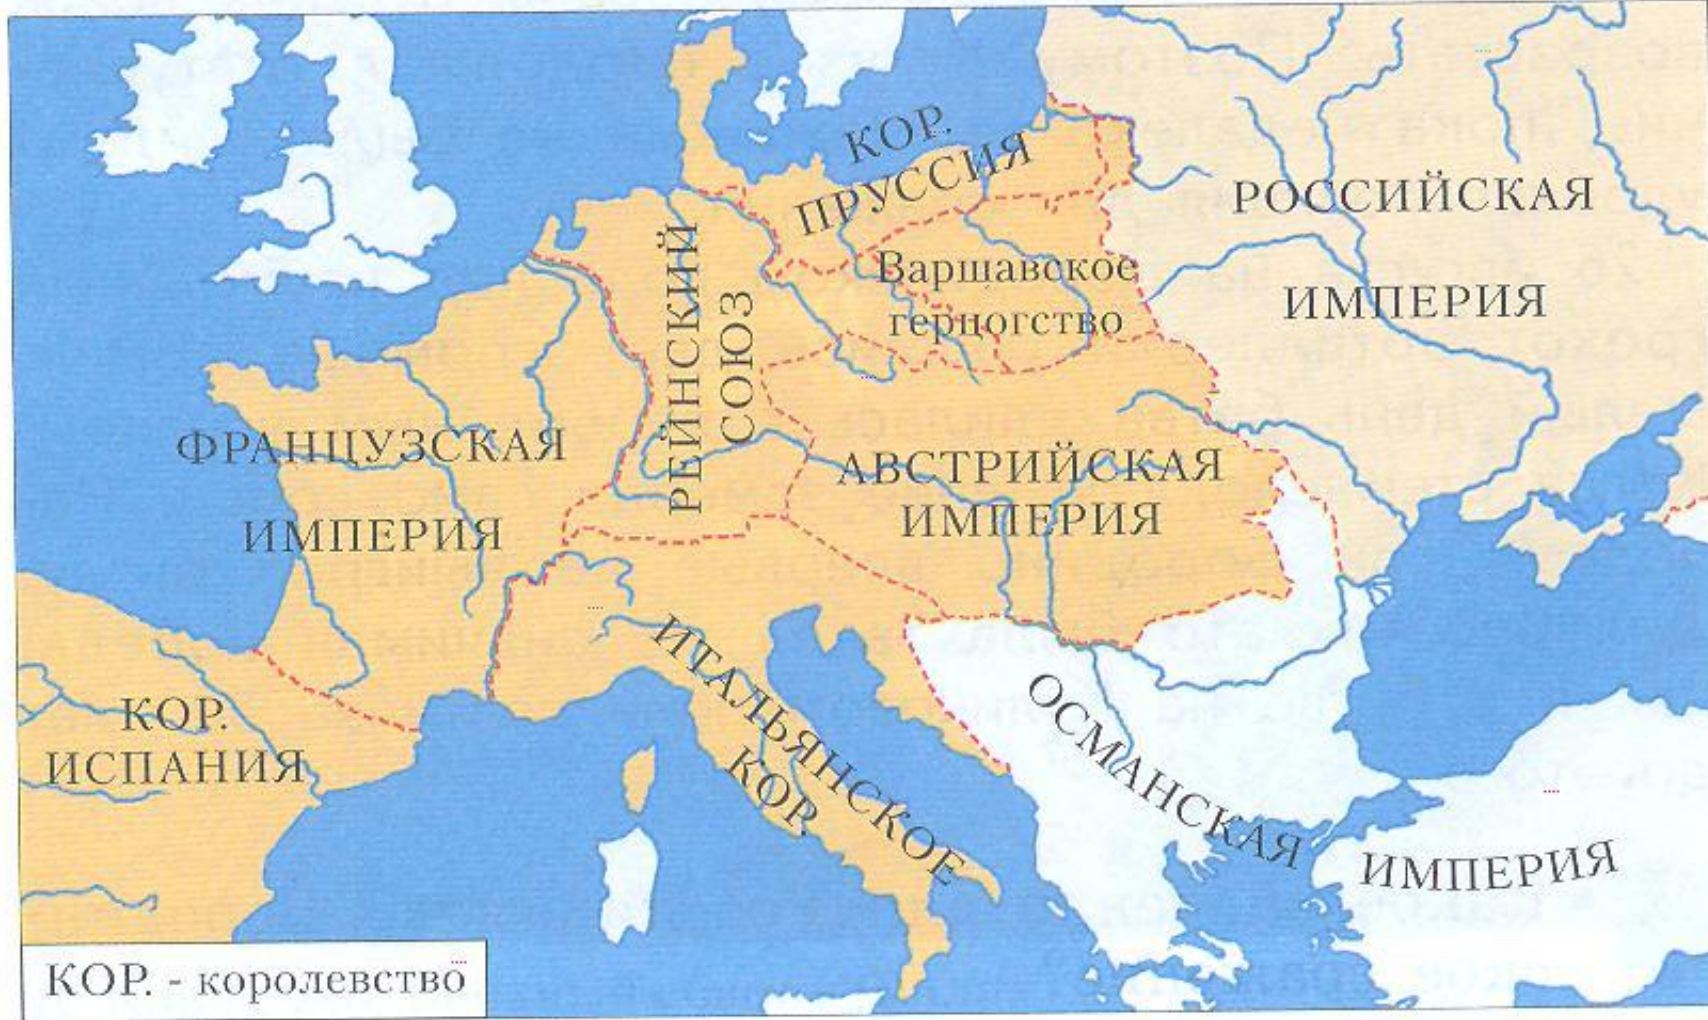 КОР.
ПРУССИЯ
РОССИЙСКАЯ
ИМПЕРИЯ
Варшавское
герцогство
РЕЙНСКИЙ
СОЮЗ
ФРАНЦУЗСКАЯ
ИМПЕРИЯ
АВСТРИЙСКАЯ
ИМПЕРИЯ
КОР.
ИСПАНИЯ
ИТАЛЬЯНСКОЕ
КОР.
ОСМАНСКАЯ
ИМПЕРИЯ
КОР. - королевство